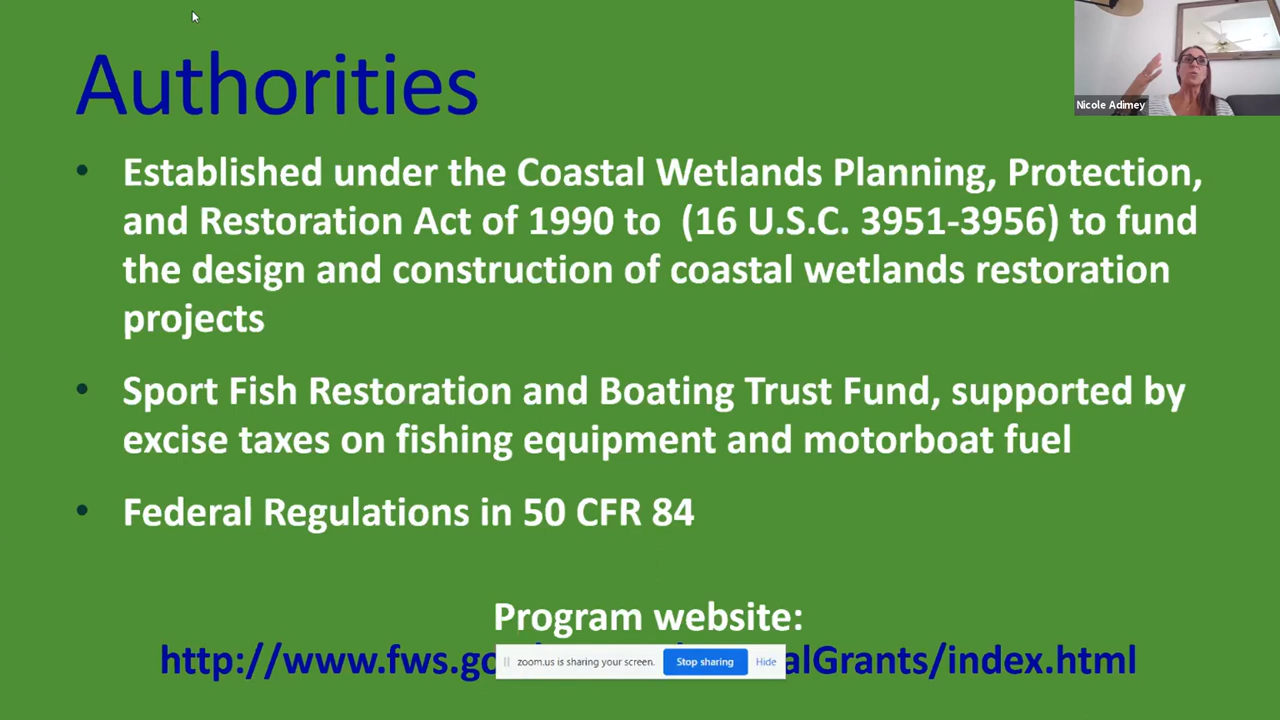 Authorities
Nicole Adimey
• Established under the Coastal Wetlands Planning, Protection,
and Restoration Act of 1990 to (16 U.S.C. 3951-3956) to fund
the design and construction of coastal wetlands restoration
projects
• Sport Fish Restoration and Boating Trust Fund, supported by
excise taxes on fishing equipment and motorboat fuel
• Federal Regulations in 50 CFR 84
Program website:
http://www.fws.go alGrants/index.html
zoom.us is sharing your screen. Stop sharing Hide